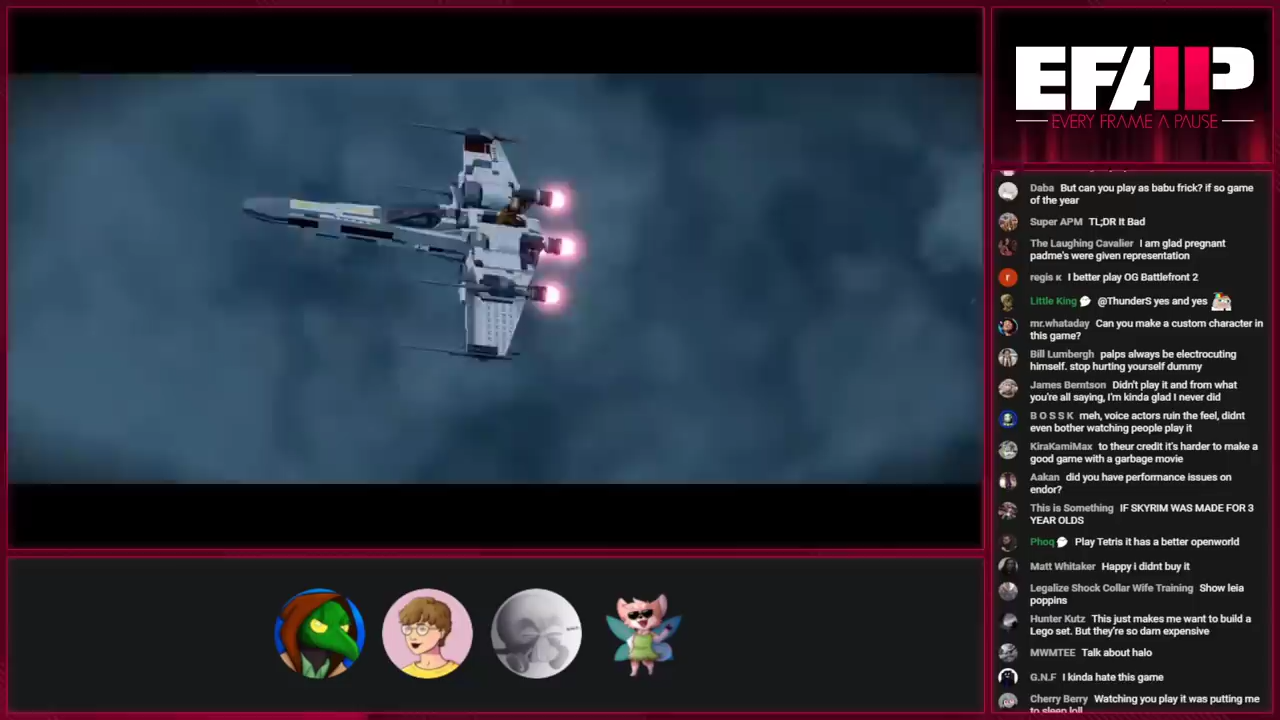 EFAP
EVERY FRAME A PAUSE
Daba But can you play as babu frick? if so game
of the year
Super APM TL;DR It Bad
The Laughing Cavalier I am glad pregnant
padme's were given representation
regis ĸ I better play OG Battlefront 2
Little King @ThunderS yes and yes
mr.whataday Can you make a custom character in
this game?
Bill Lumbergh palps always be electrocuting
himself. stop hurting yourself dummy
James Berntson Didn't play it and from what
you're all saying, I'm kinda glad I never did
B O S S K meh, voice actors ruin the feel, didnt
even bother watching people play it
KiraKamiMax to theur credit it's harder to make a
good game with a garbage movie
Aakan did you have performance issues on
endor?
This is Something IF SKYRIM WAS MADE FOR 3
YEAR OLDS
Phoq Play Tetris it has a better openworld
Matt Whitaker Happy i didnt buy it
Legalize Shock Collar Wife Training Show leia
poppins
Hunter Kutz This just makes me want to build a
Lego set. But they're so darn expensive
MWMTEE Talk about halo
G.N.F I kinda hate this game
Cherry Berry Watching you play it was putting me
to sleep loll